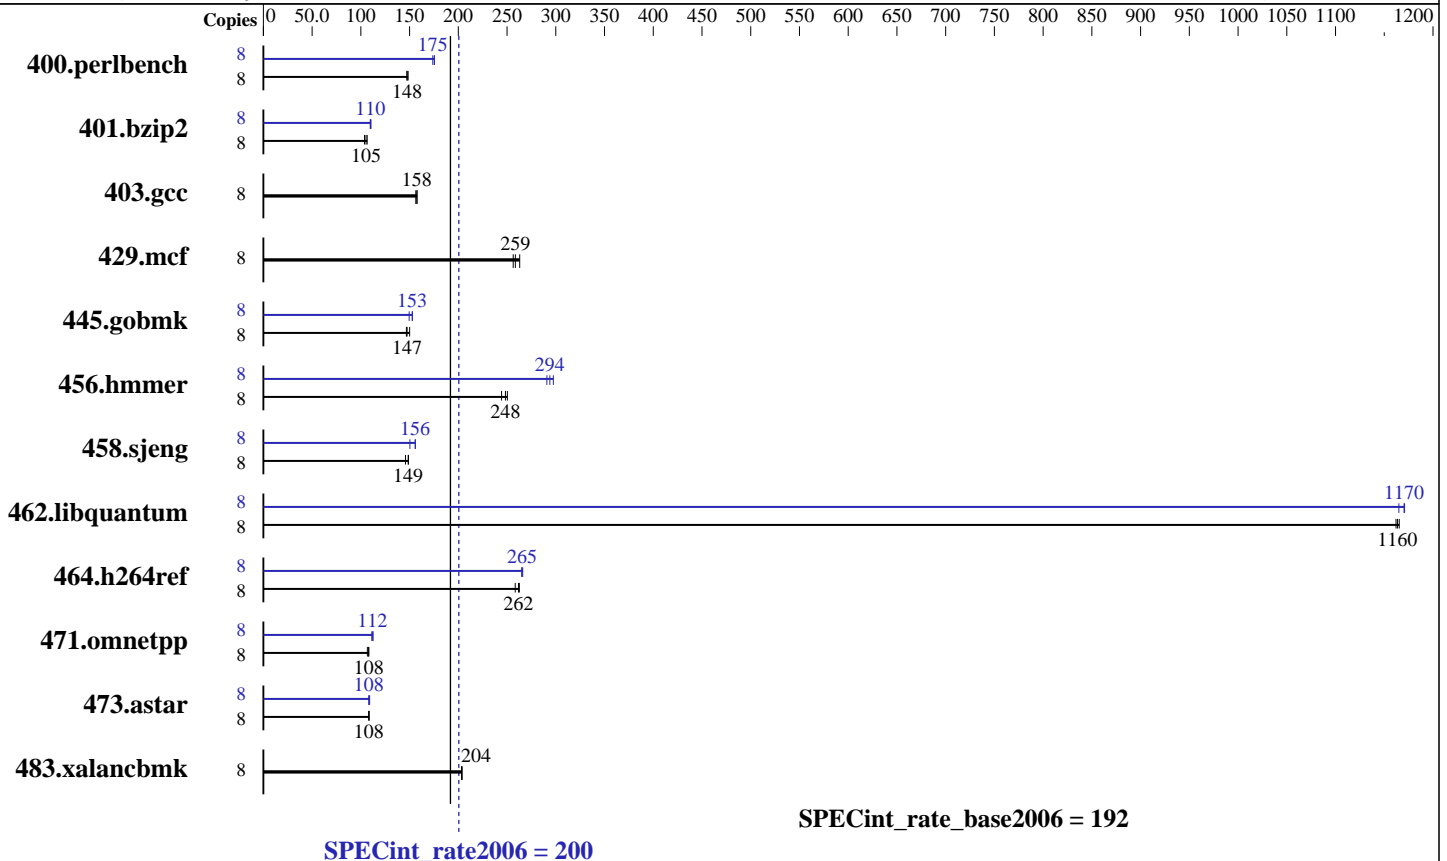 Copies 0 50.0 100 150 200 250 300 350 400 450 500 550 600 650 700 750 800 850 900 950 1000 1050 1100 1200
400.perlbench 8 175
8 148
401.bzip2 8 110
8 105
403.gcc 8 158
429.mcf 8 259
445.gobmk 8 153
8 147
456.hmmer 8 294
8 248
458.sjeng 8 156
8 149
462.libquantum 8 1170
8 1160
464.h264ref 8 265
8 262
471.omnetpp 8 112
8 108
473.astar 8 108
8 108
483.xalancbmk 8 204
SPECint_rate_base2006 = 192
SPECint_rate2006 = 200